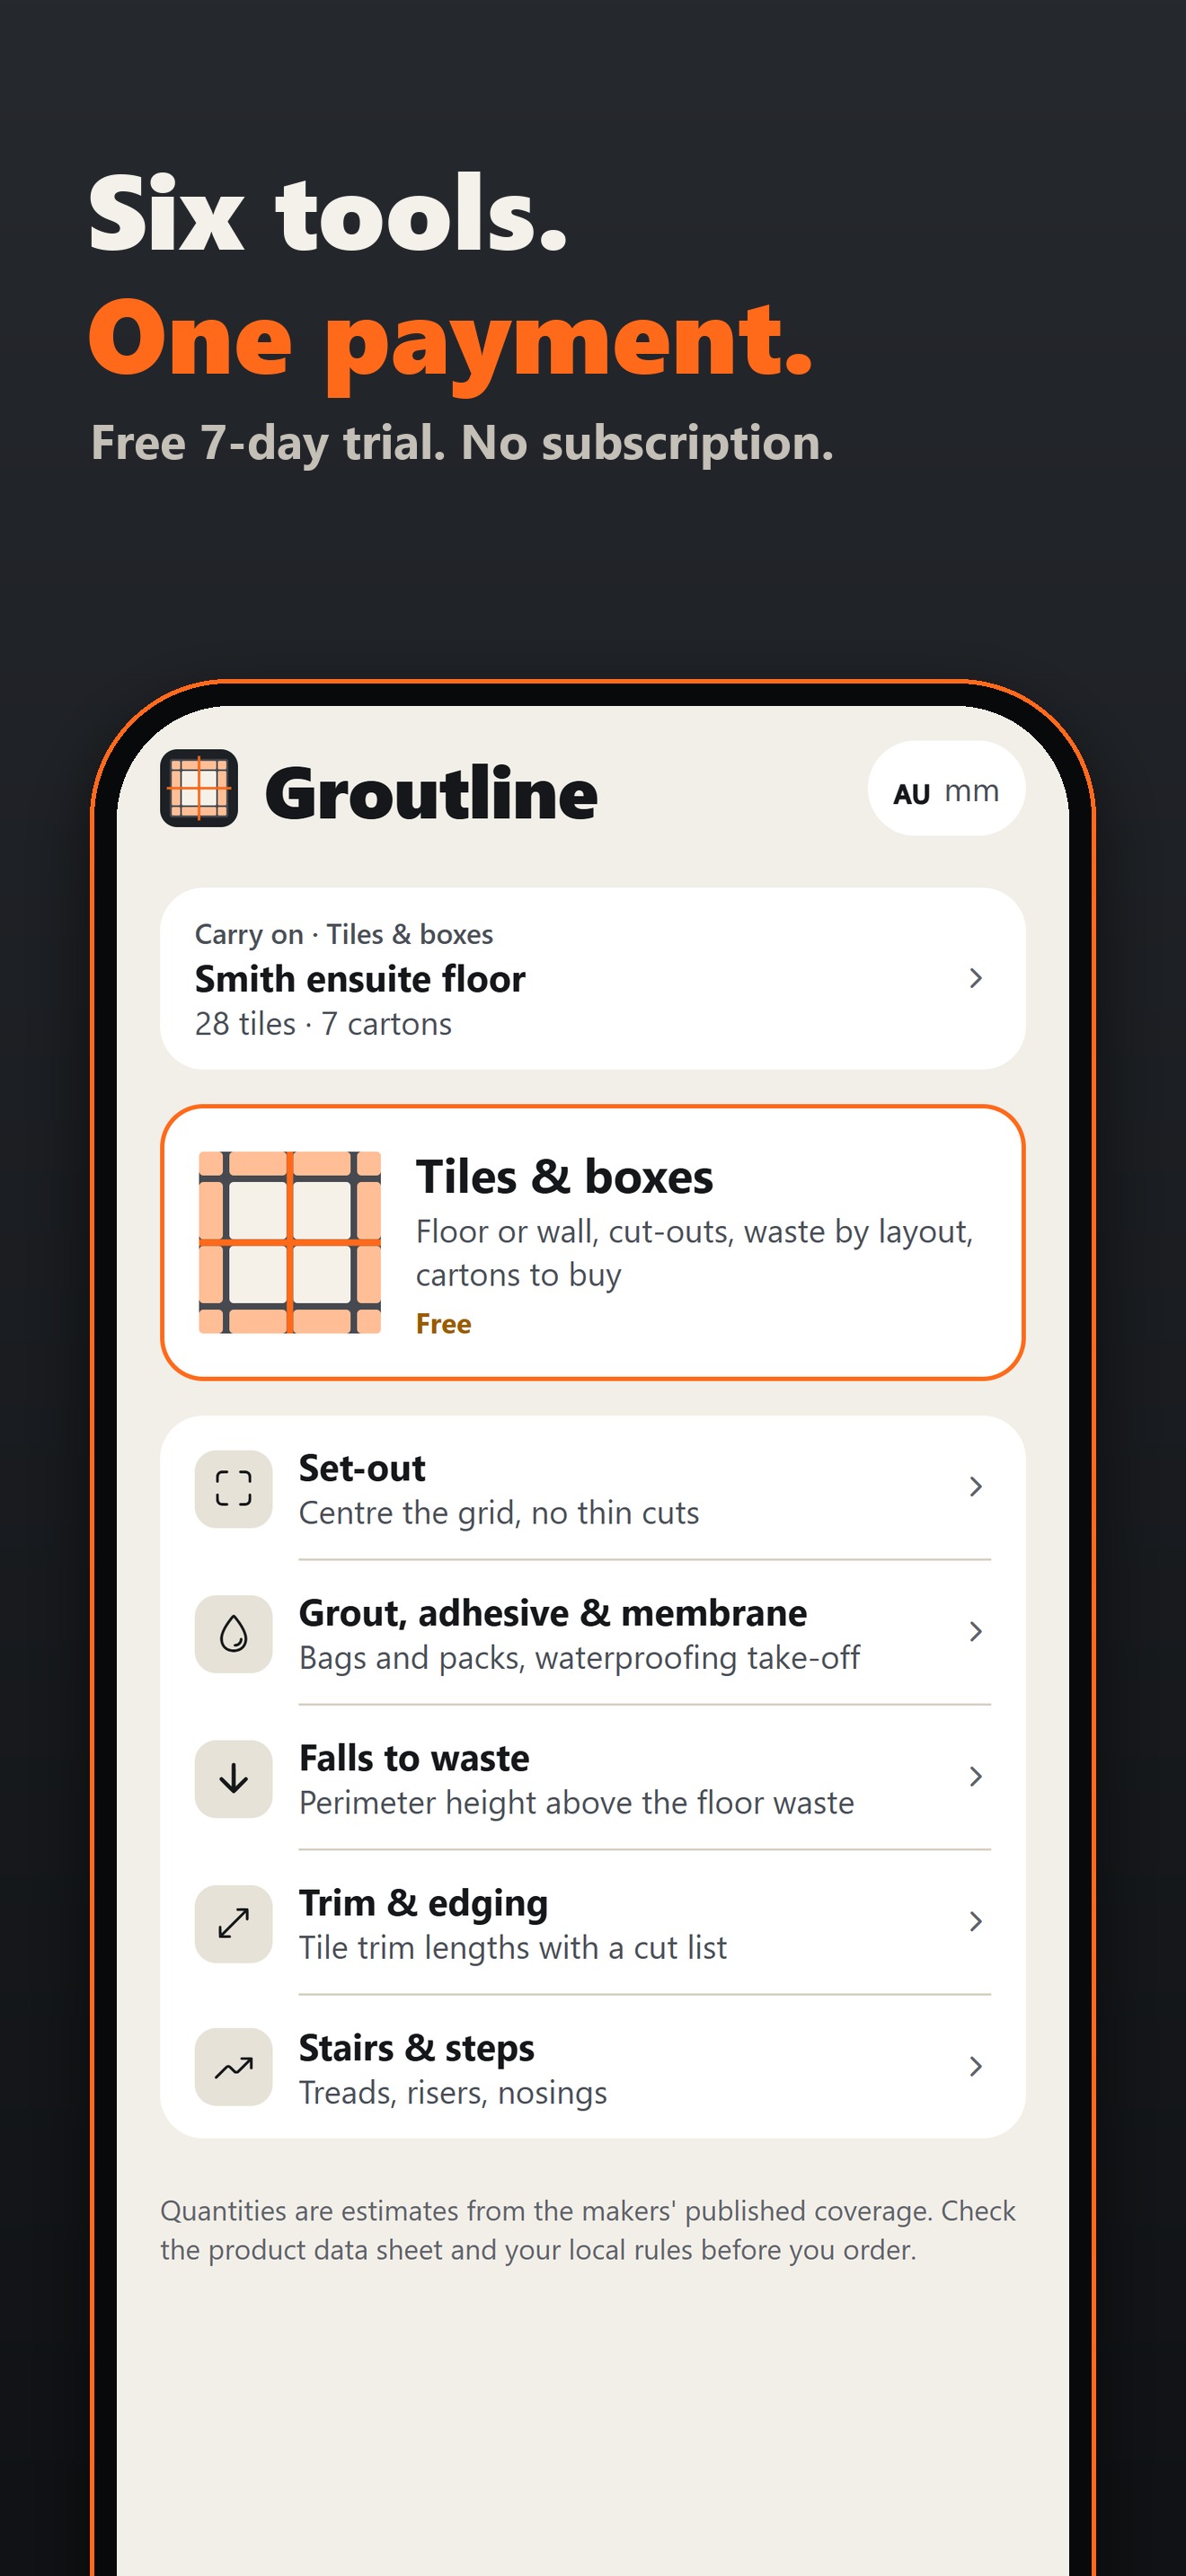 Six tools.
One payment.
Free 7-day trial. No subscription.
Groutline
AU mm
Carry on · Tiles & boxes
Smith ensuite floor
28 tiles · 7 cartons
Tiles & boxes
Floor or wall, cut-outs, waste by layout,
cartons to buy
Free
Set-out
Centre the grid, no thin cuts
Grout, adhesive & membrane
Bags and packs, waterproofing take-off
Falls to waste
Perimeter height above the floor waste
Trim & edging
Tile trim lengths with a cut list
Stairs & steps
Treads, risers, nosings
Quantities are estimates from the makers' published coverage. Check
the product data sheet and your local rules before you order.